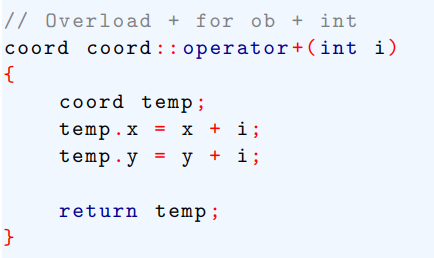 // Overload + for ob + int
coord coord::operator+(int i)
{
    coord temp;
    temp.x = x + i;
    temp.y = y + i;

    return temp;
}